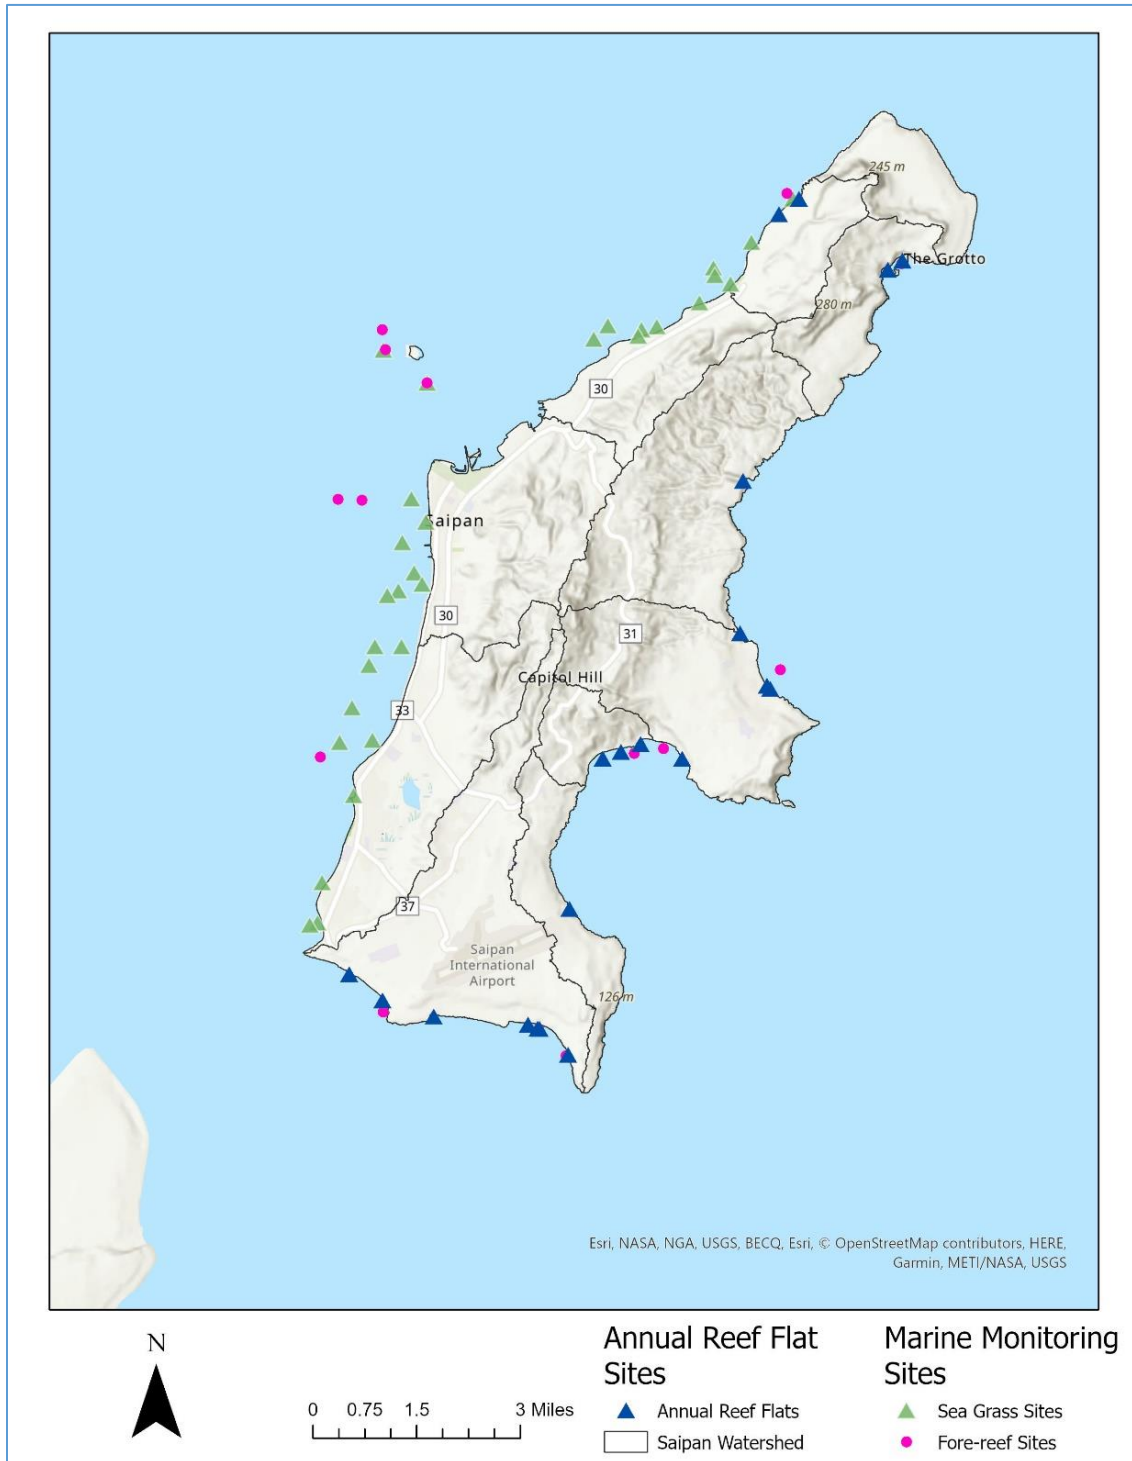 245 m
The Grotto
280 m
30
Saipan
30
31
Capitol Hill
33
37
Saipan
International
Airport
126 m
Esri, NASA, NGA, USGS, BECQ, Esri, © OpenStreetMap contributors, HERE,
Garmin, METI/NASA, USGS
N
0 0.75 1.5 3 Miles
Annual Reef Flat
Sites
Annual Reef Flats
Saipan Watershed
Marine Monitoring
Sites
Sea Grass Sites
Fore-reef Sites